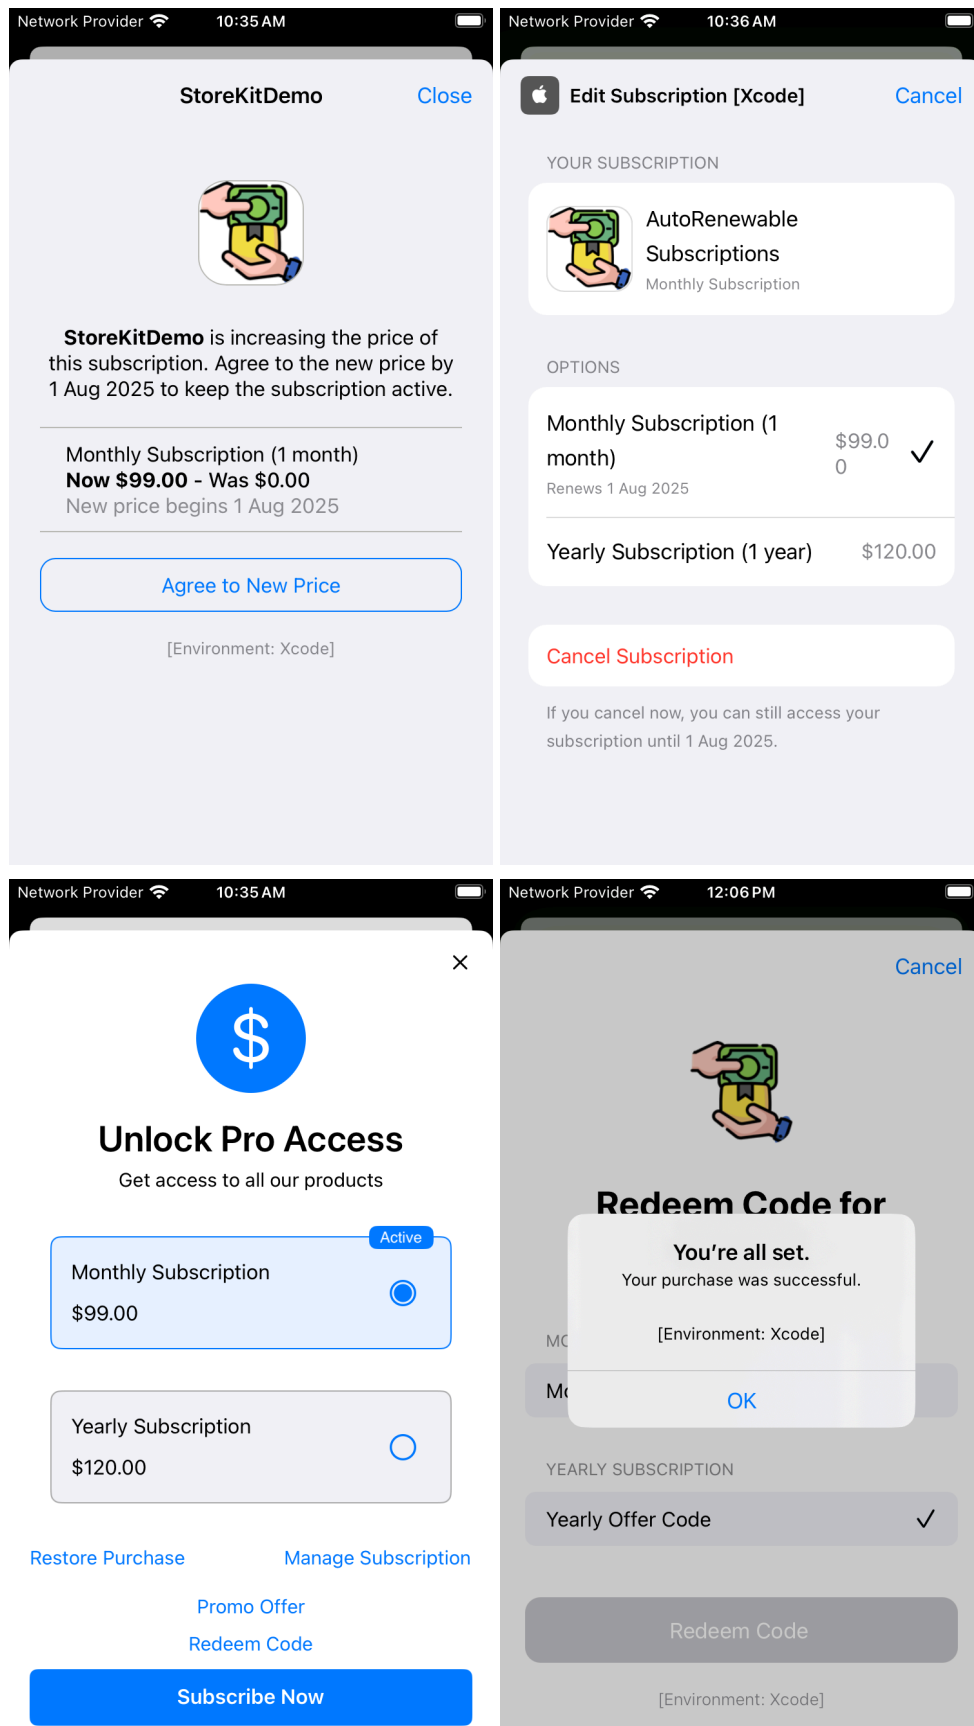 Network Provider 10:35 AM
StoreKitDemo Close
StoreKitDemo is increasing the price of
this subscription. Agree to the new price by
1 Aug 2025 to keep the subscription active.
Monthly Subscription (1 month)
Now $99.00 - Was $0.00
New price begins 1 Aug 2025
Agree to New Price
[Environment: Xcode]
Network Provider 10:36 AM
Edit Subscription [Xcode] Cancel
YOUR SUBSCRIPTION
AutoRenewable
Subscriptions
Monthly Subscription
OPTIONS
Monthly Subscription (1
month)
$99.0
0
Renews 1 Aug 2025
Yearly Subscription (1 year) $120.00
Cancel Subscription
If you cancel now, you can still access your
subscription until 1 Aug 2025.
Network Provider 10:35 AM
$
Unlock Pro Access
Get access to all our products
Active
Monthly Subscription
$99.00
Yearly Subscription
$120.00
Restore Purchase Manage Subscription
Promo Offer
Redeem Code
Subscribe Now
Network Provider 12:06 PM
Cancel
Redeem Code for
You're all set.
Your purchase was successful.
[Environment: Xcode]
OK
YEARLY SUBSCRIPTION
Yearly Offer Code
Redeem Code
[Environment: Xcode]